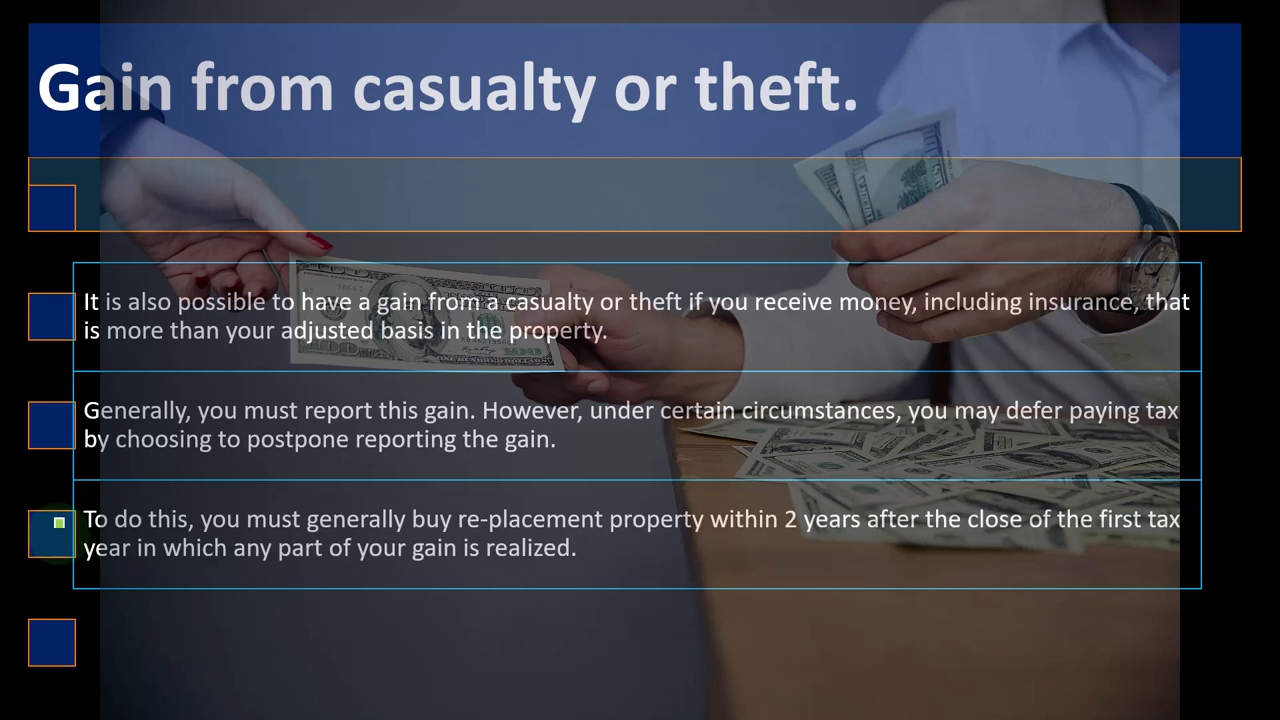 Gain from casualty or theft.
It is also possible to have a gain from a casualty or theft if you receive money, including insurance, that
is more than your adjusted basis in the property.
Generally, you must report this gain. However, under certain circumstances, you may defer paying tax
by choosing to postpone reporting the gain.
To do this, you must generally buy re-placement property within 2 years after the close of the first tax
year in which any part of your gain is realized.